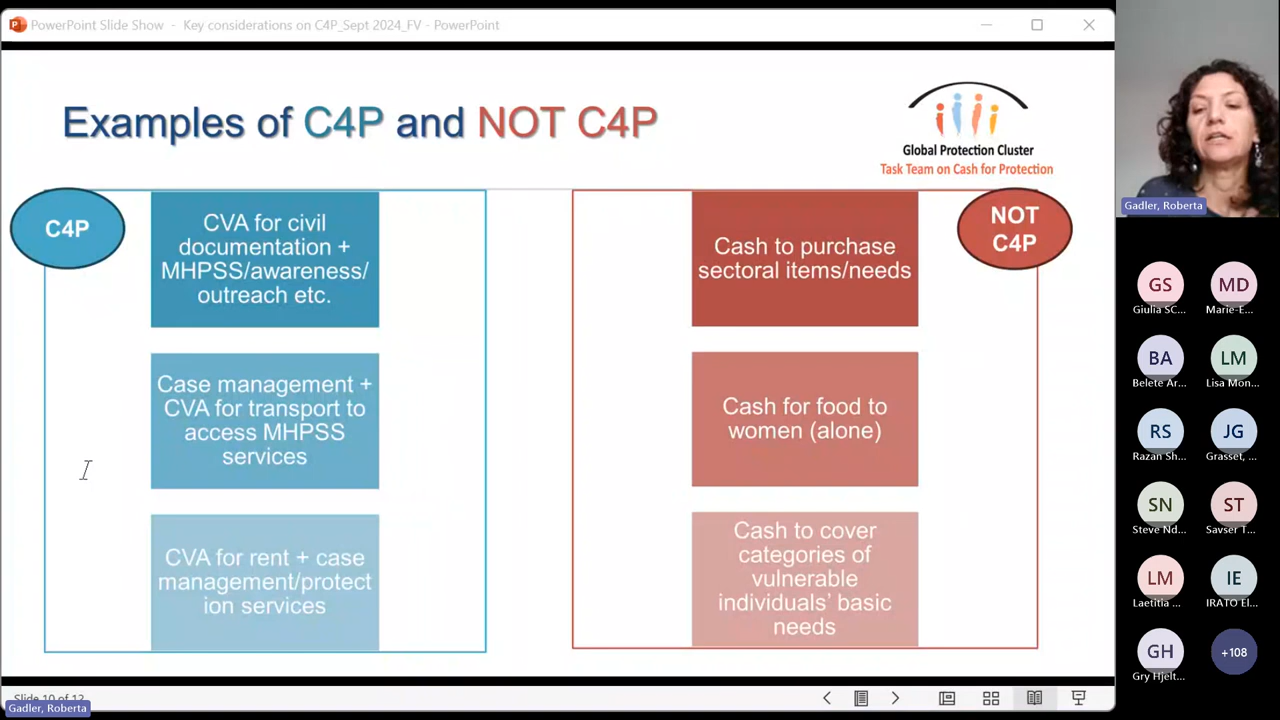 PowerPoint Slide Show - Key considerations on C4P_Sept 2024_FV - PowerPoint
Examples of C4P and NOT C4P
Global Protection Cluster
Task Team on Cash for Protection
C4P
CVA for civil
documentation +
MHPSS/awareness/
outreach etc.
Case management +
CVA for transport to
access MHPSS
services
CVA for rent + case
management/protect
ion services
NOT
C4P
Cash to purchase
sectoral items/needs
Cash for food to
women (alone)
Cash to cover
categories of
vulnerable
individuals' basic
needs
Slide 10 of 12
Gadler, Roberta
Gadler, Roberta
GS
Giulia SC...
MD
Marie-E...
BA
Belete Ar...
LM
Lisa Mon...
RS
Razan Sh...
JG
Grasset, ...
SN
Steve Nd...
ST
Savser T...
LM
Laetitia ...
IE
IRATO El...
GH
Gry Hjelt...
+108